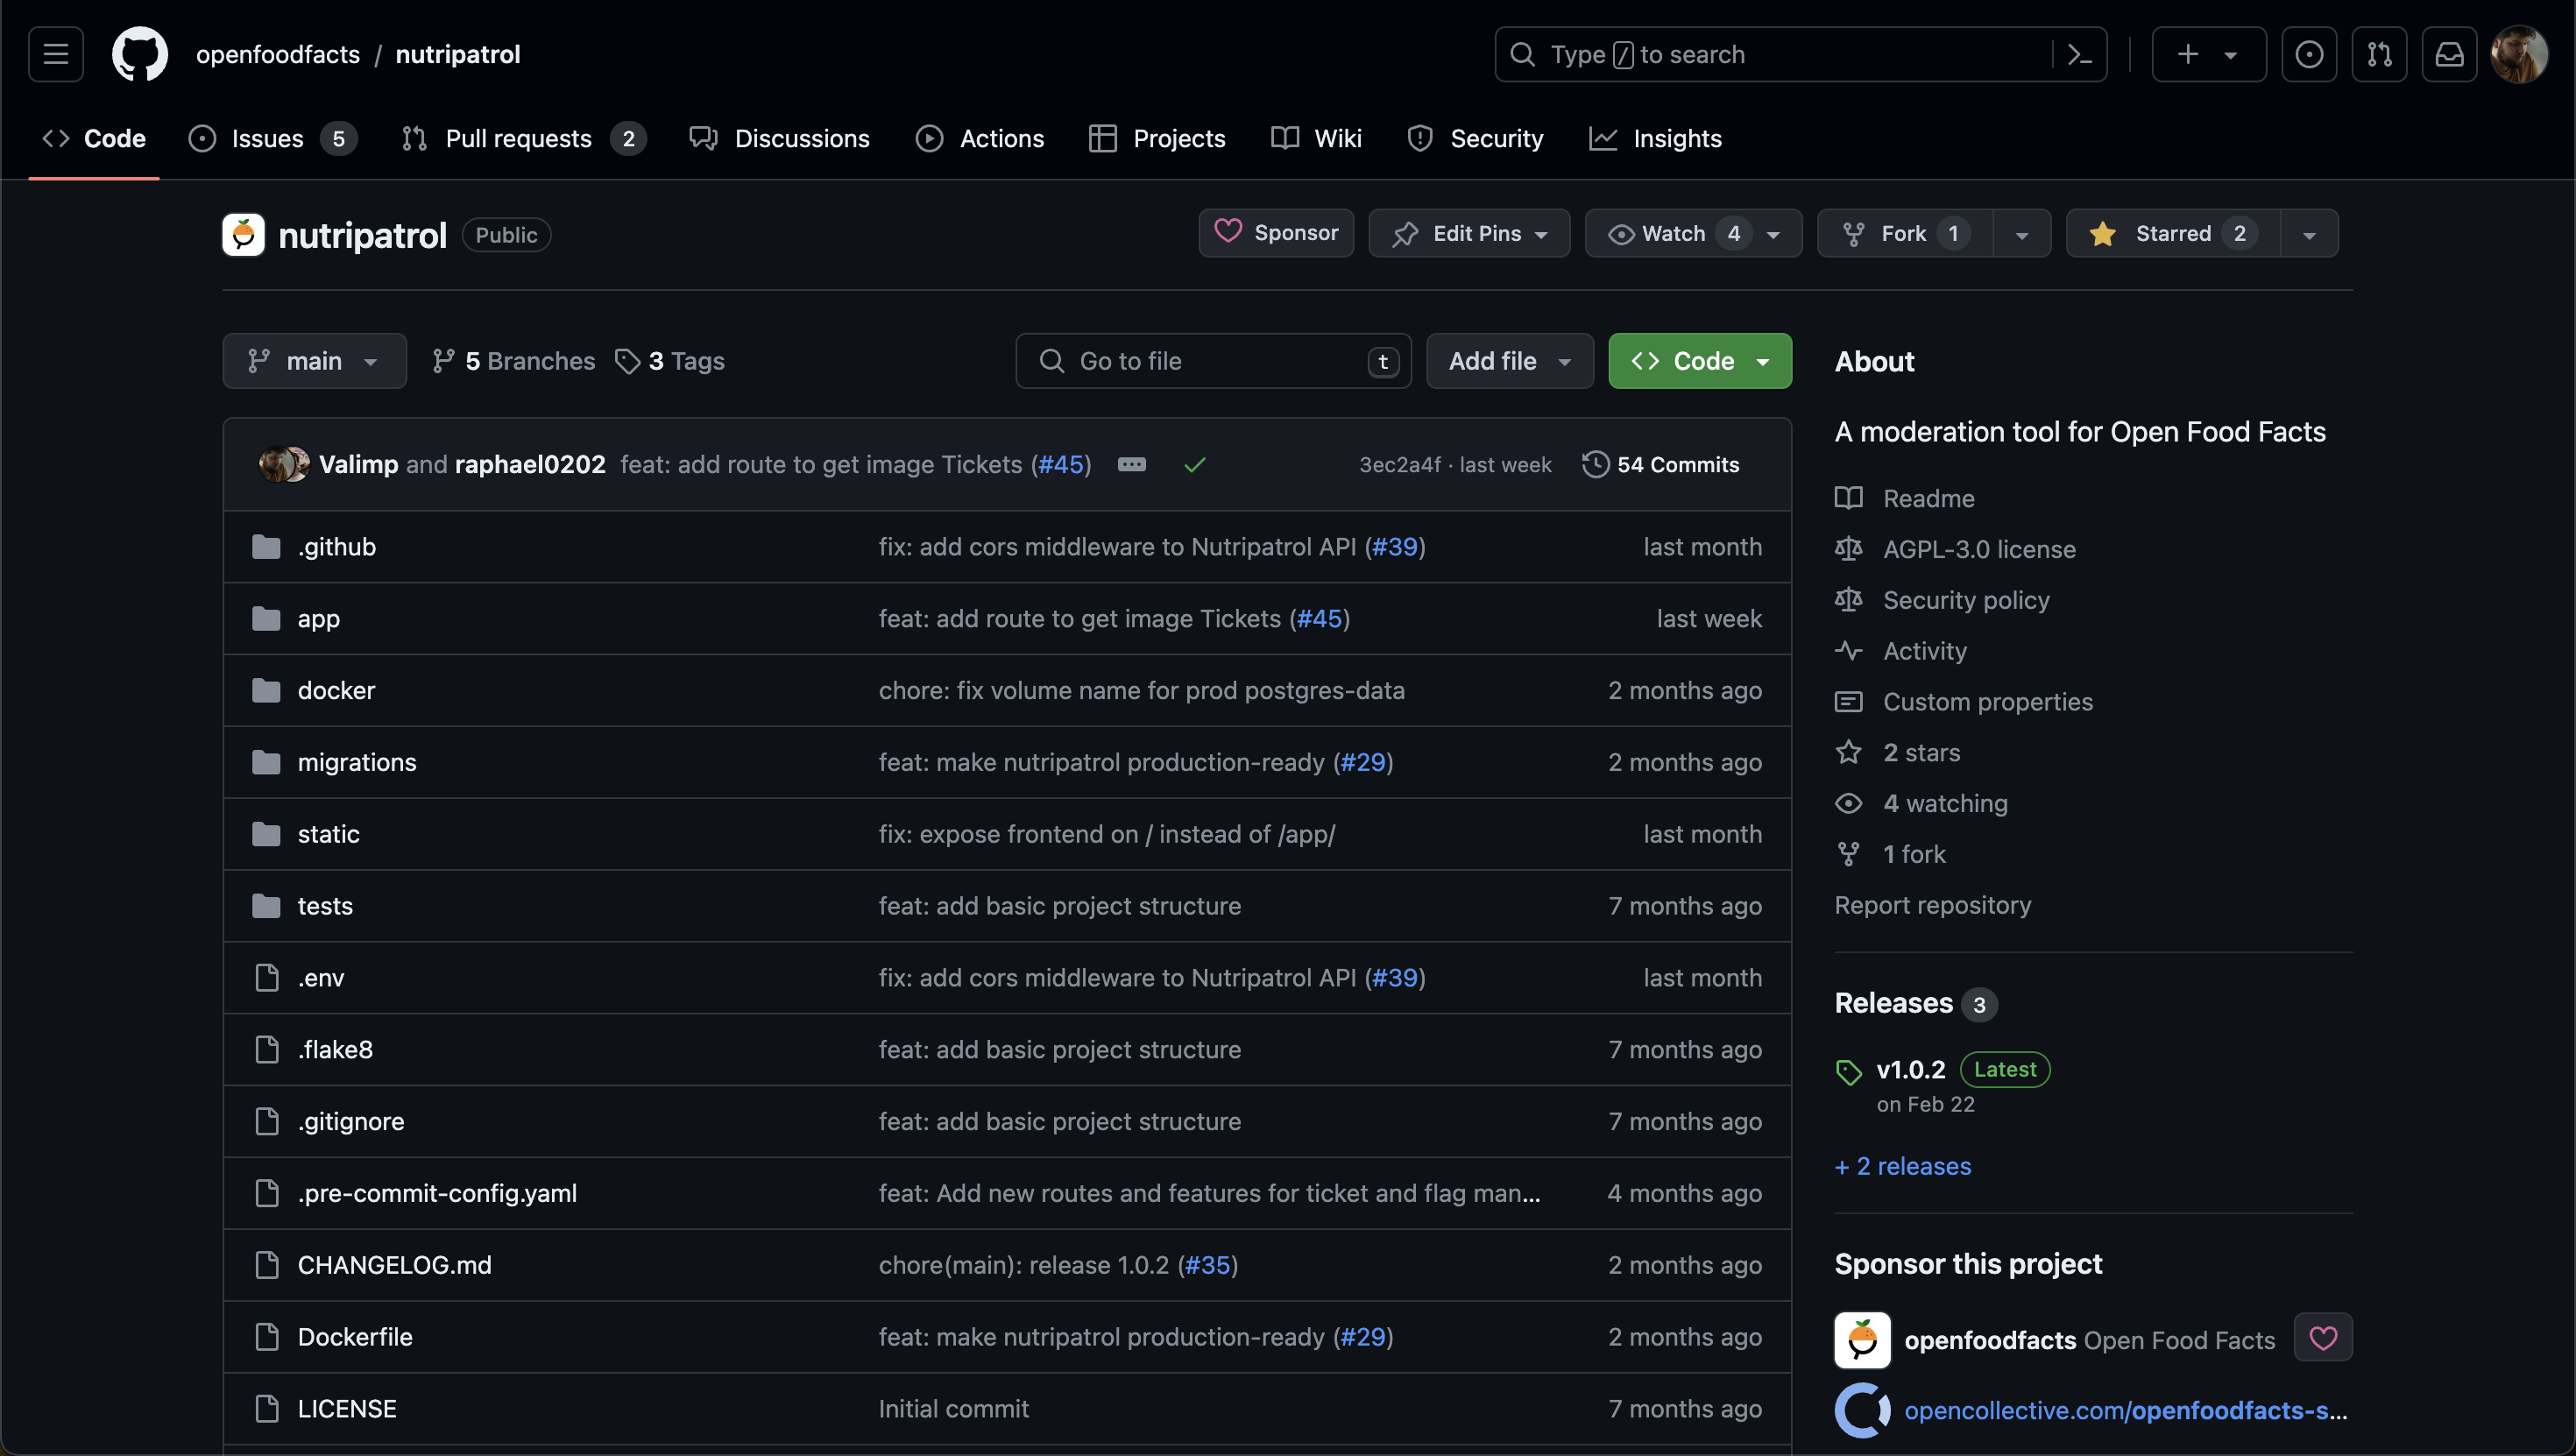 openfoodfacts / nutripatrol
Type / to search
Code
Issues 5
Pull requests 2
Discussions
Actions
Projects
Wiki
Security
Insights
nutripatrol Public
Sponsor
Edit Pins
Watch 4
Fork 1
Starred 2
main
5 Branches
3 Tags
Go to file t
Add file
Code
Valimp and raphael0202 feat: add route to get image Tickets (#45) 3ec2a4f · last week 54 Commits
.github fix: add cors middleware to Nutripatrol API (#39) last month
app feat: add route to get image Tickets (#45) last week
docker chore: fix volume name for prod postgres-data 2 months ago
migrations feat: make nutripatrol production-ready (#29) 2 months ago
static fix: expose frontend on / instead of /app/ last month
tests feat: add basic project structure 7 months ago
.env fix: add cors middleware to Nutripatrol API (#39) last month
.flake8 feat: add basic project structure 7 months ago
.gitignore feat: add basic project structure 7 months ago
.pre-commit-config.yaml feat: Add new routes and features for ticket and flag man... 4 months ago
CHANGELOG.md chore(main): release 1.0.2 (#35) 2 months ago
Dockerfile feat: make nutripatrol production-ready (#29) 2 months ago
LICENSE Initial commit 7 months ago
About
A moderation tool for Open Food Facts
Readme
AGPL-3.0 license
Security policy
Activity
Custom properties
2 stars
4 watching
1 fork
Report repository
Releases 3
v1.0.2 Latest
on Feb 22
+ 2 releases
Sponsor this project
openfoodfacts Open Food Facts
opencollective.com/openfoodfacts-s...